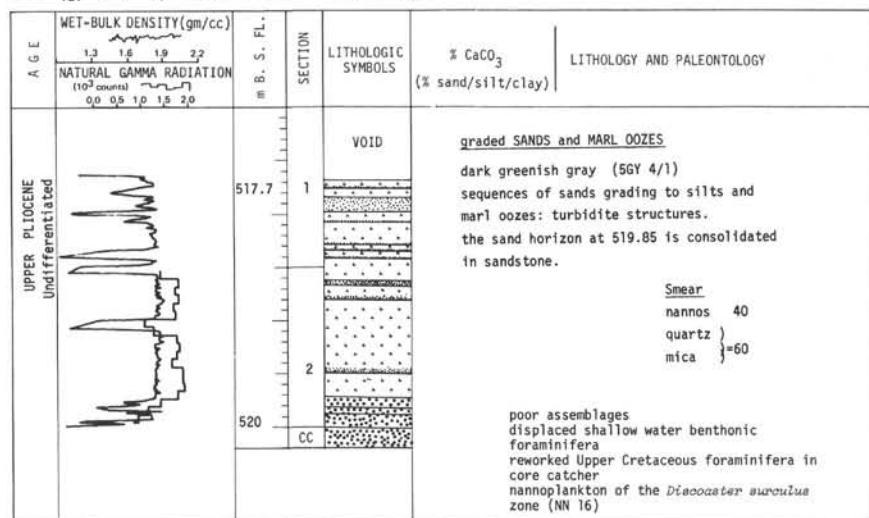 WET-BULK DENSITY(gm/cc)
1.3 1.6 1.9 2.2
NATURAL GAMMA RADIATION
(10³ counts)
0,0 0,5 1,0 1,5 2,0
AGE
m B. S. FL.
SECTION
LITHOLOGIC
SYMBOLS
% CaCO₃
(% sand/silt/clay)
LITHOLOGY AND PALEONTOLOGY
UPPER PLIOCENE
Undifferentiated
517.7
520
1
2
CC
VOID
graded SANDS and MARL OOZES
dark greenish gray (5GY 4/1)
sequences of sands grading to silts and
marl oozes: turbidite structures.
the sand horizon at 519.85 is consolidated
in sandstone.
Smear
nannos 40
quartz )
mica )=60
poor assemblages
displaced shallow water benthonic
foraminifera
reworked Upper Cretaceous foraminifera in
core catcher
nannoplankton of the Discoaster surculus
zone (NN 16)